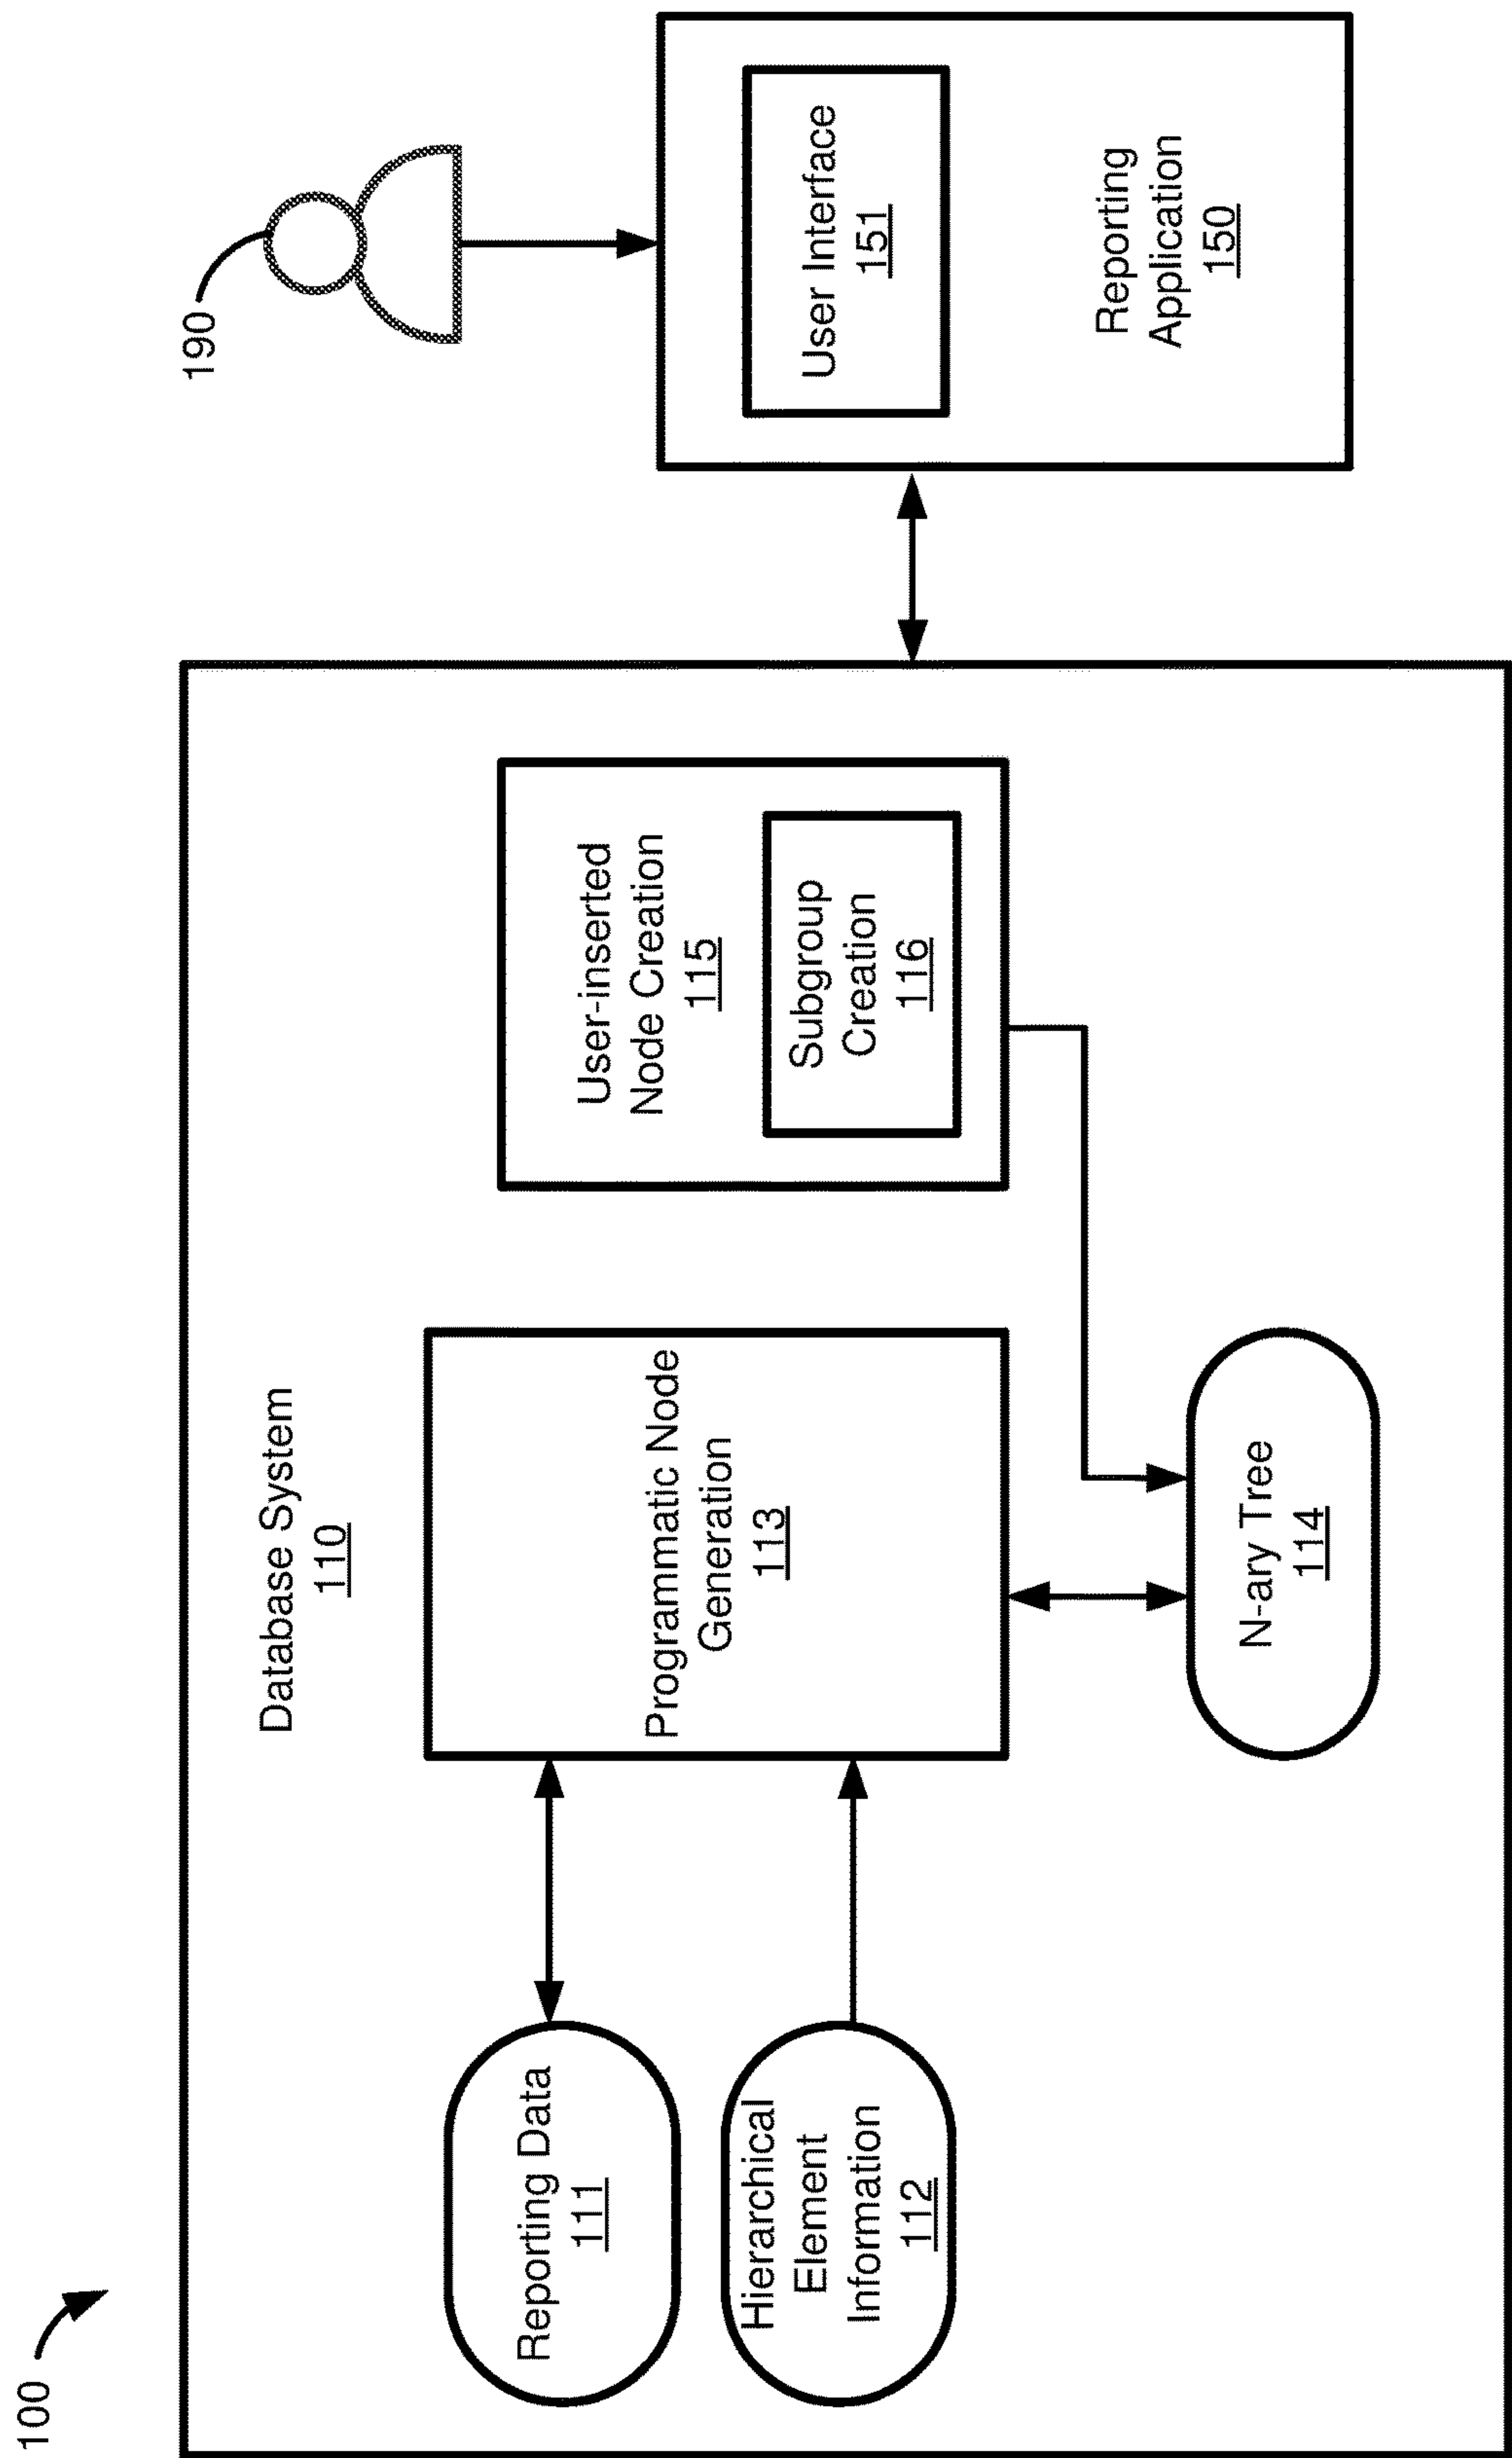 100
Database System
110
Reporting Data
111
Hierarchical
Element
Information
112
Programmatic Node
Generation
113
N-ary Tree
114
User-inserted
Node Creation
115
Subgroup
Creation
116
190
User Interface
151
Reporting
Application
150